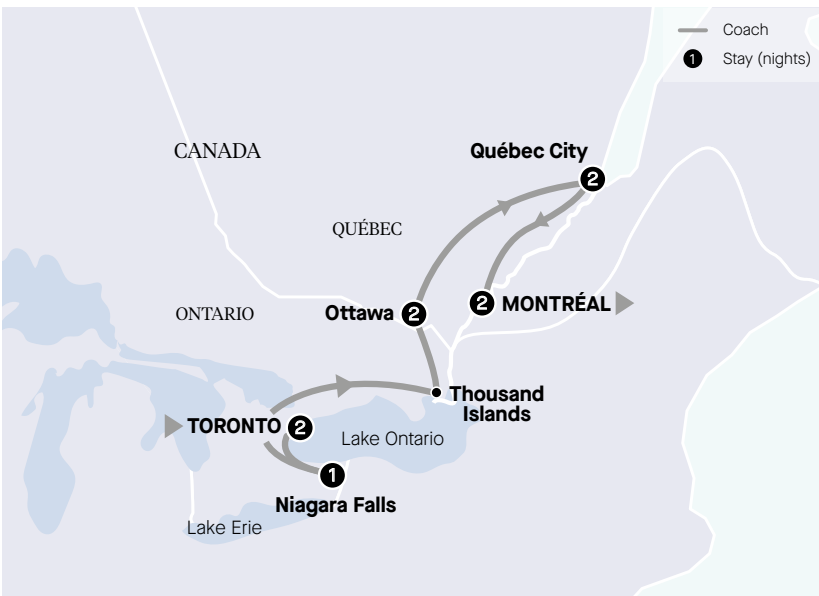 Coach
1 Stay (nights)
CANADA
Québec City
2
QUÉBEC
ONTARIO
Ottawa 2
2 MONTRÉAL
Thousand
Islands
TORONTO 2
Lake Ontario
1
Niagara Falls
Lake Erie